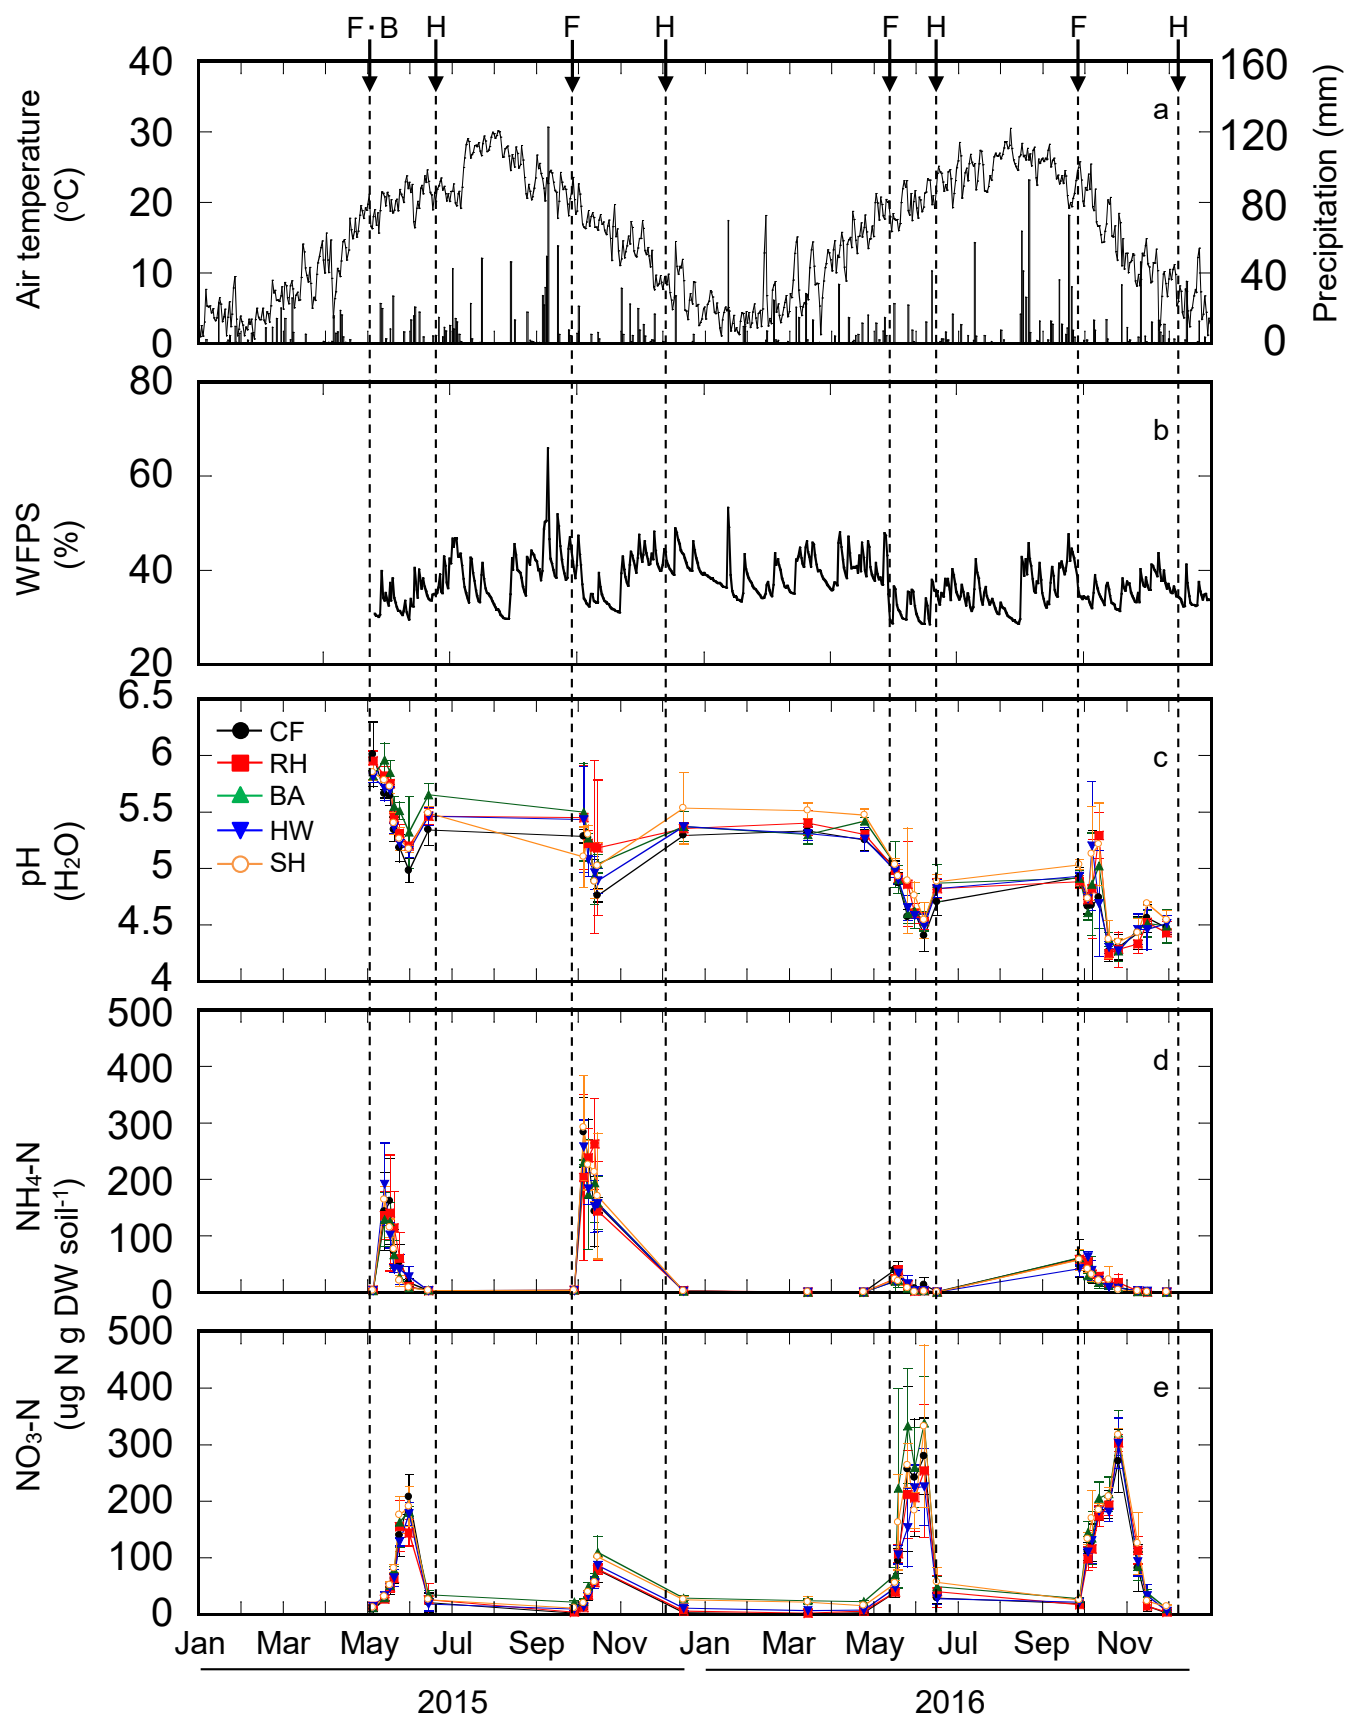 F·B H F H F H F H
40 160
30 120
20 80
10 40
0 0
Air temperature
(°C)
Precipitation (mm)
a
80
60
40
20
WFPS
(%)
b
6.5
6
5.5
5
4.5
4
pH
(H₂O)
c
CF
RH
BA
HW
SH
500
400
300
200
100
0
NH₄-N
d
500
400
300
200
100
0
NO₃-N
(ug N g DW soil⁻¹)
e
Jan Mar May Jul Sep Nov Jan Mar May Jul Sep Nov
2015 2016